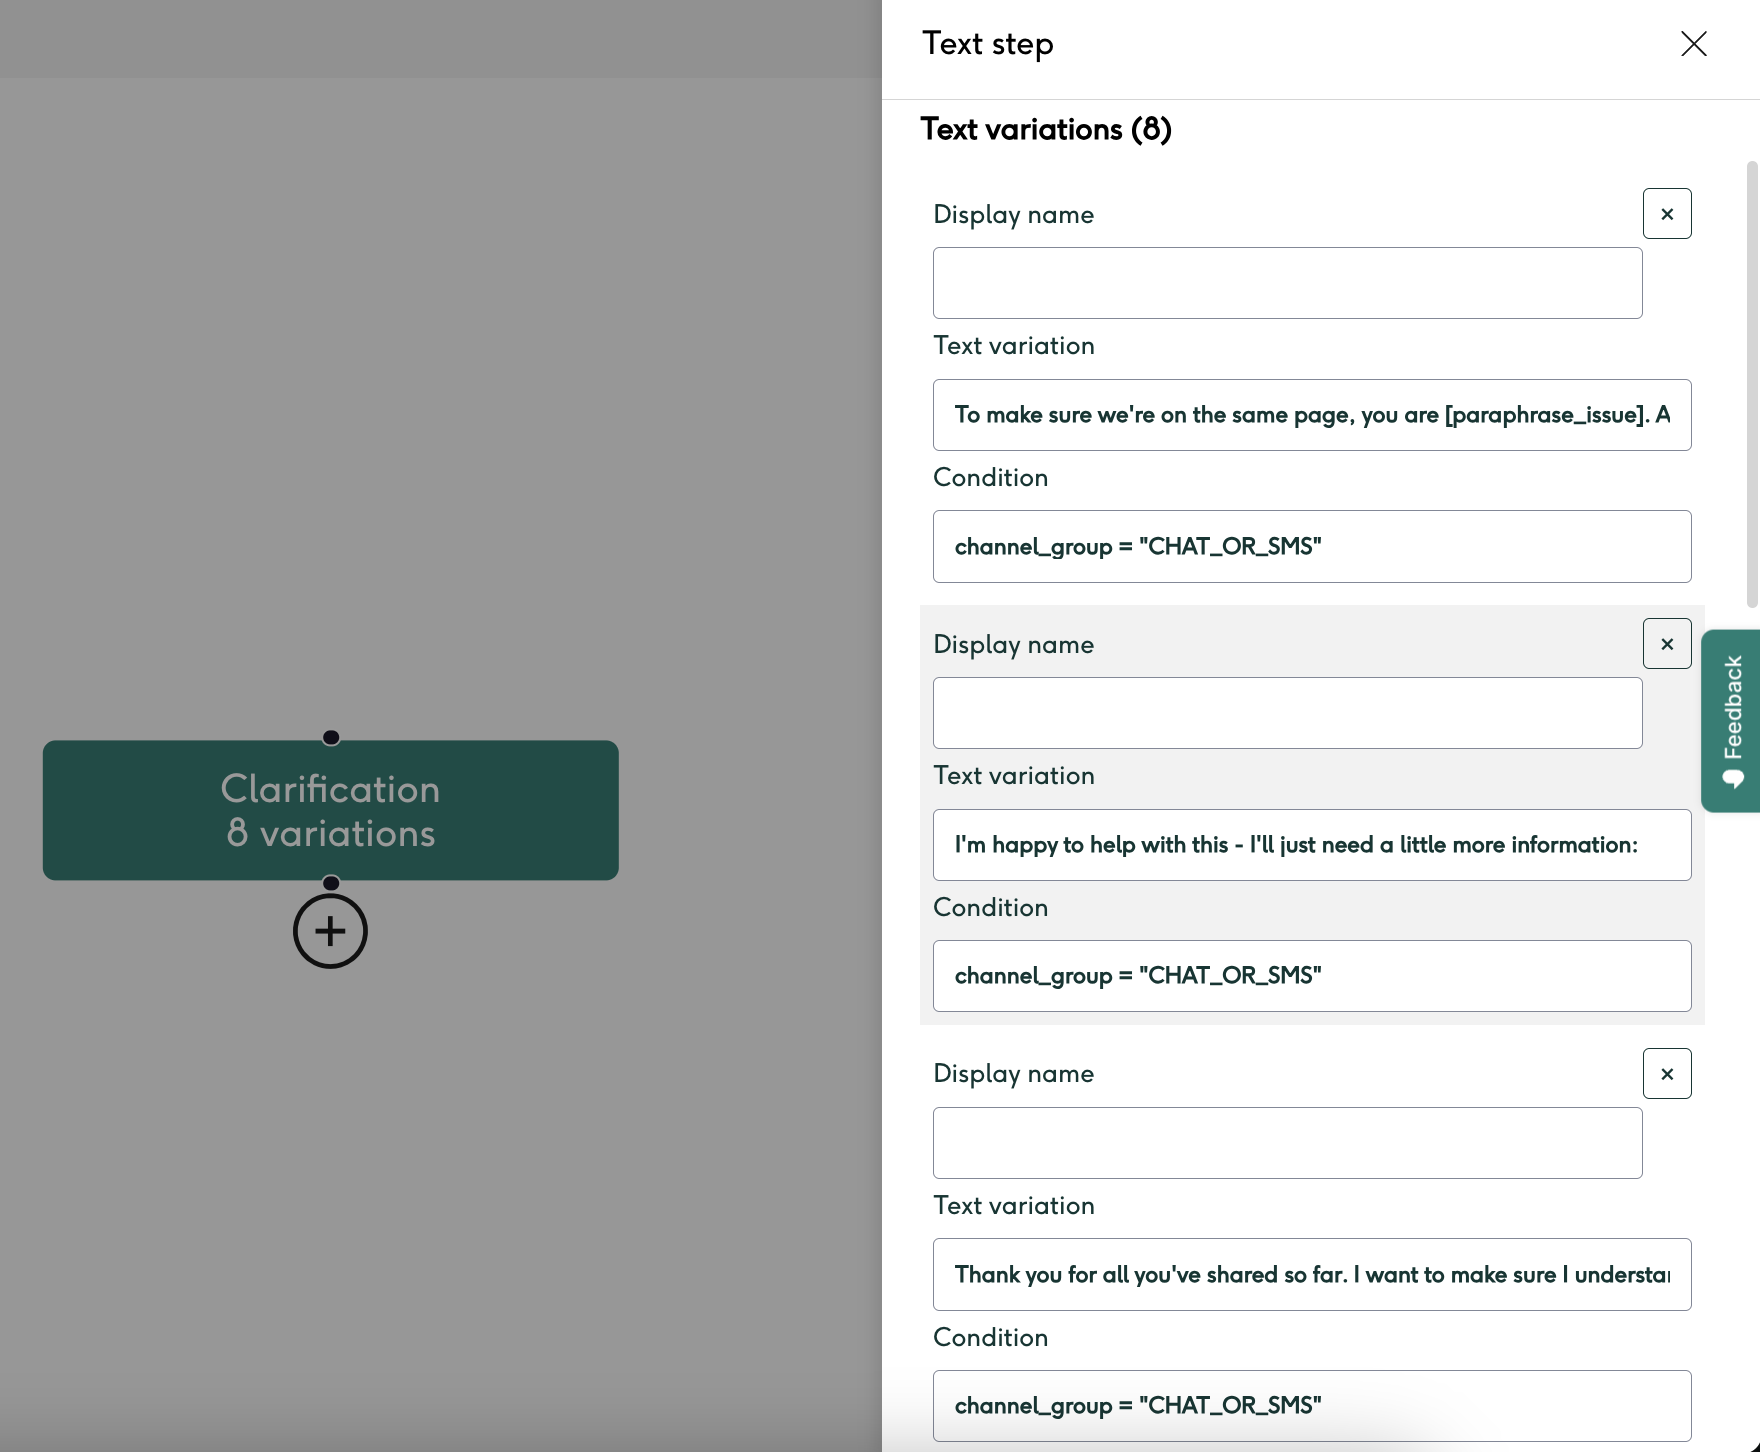 Text step
Text variations (8)
Display name
Text variation
To make sure we're on the same page, you are [paraphrase_issue]. A
Condition
channel_group = "CHAT_OR_SMS"
Display name
Text variation
I'm happy to help with this - I'll just need a little more information:
Condition
channel_group = "CHAT_OR_SMS"
Display name
Text variation
Thank you for all you've shared so far. I want to make sure I
Condition
channel_group = "CHAT_OR_SMS"
Clarification
8 variations
Feedback